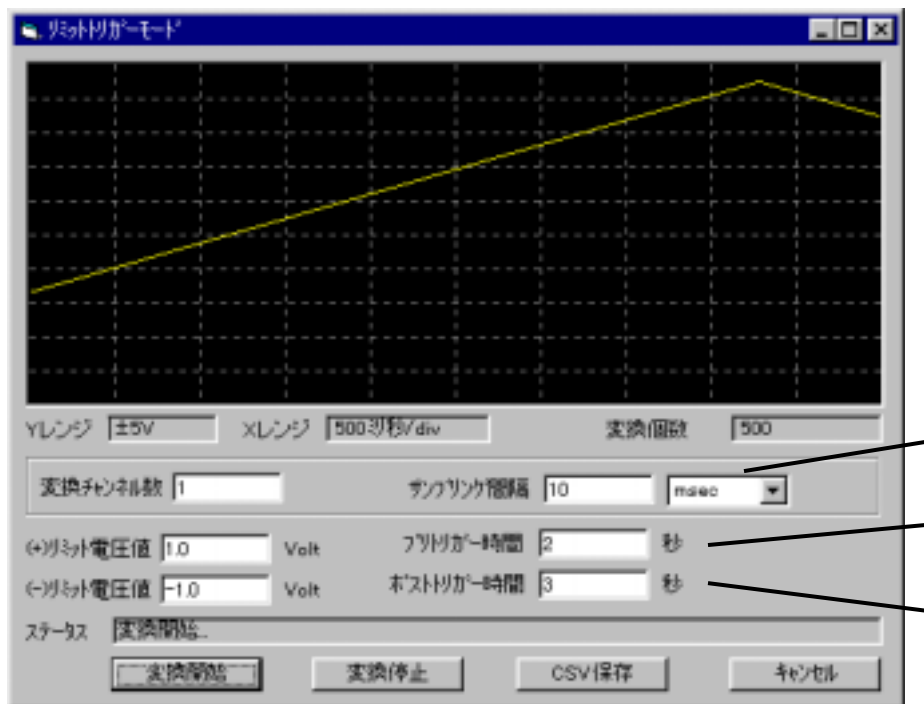 ﾘﾐｯﾄﾄﾘｶﾞｰﾓｰﾄﾞ
Yレンジ ±5V Xレンジ 500ﾐﾘ秒/div 変換個数 500
変換ﾁｬﾝﾈﾙ数 1 ｻﾝﾌﾟﾘﾝｸﾞ間隔 10 msec
(+)ﾘﾐｯﾄ電圧値 1.0 Volt ﾌﾟﾘﾄﾘｶﾞｰ時間 2 秒
(-)ﾘﾐｯﾄ電圧値 -1.0 Volt ﾎﾟｽﾄﾄﾘｶﾞｰ時間 3 秒
ｽﾃｰﾀｽ 変換開始..
変換開始 変換停止 CSV保存 ｷｬﾝｾﾙ